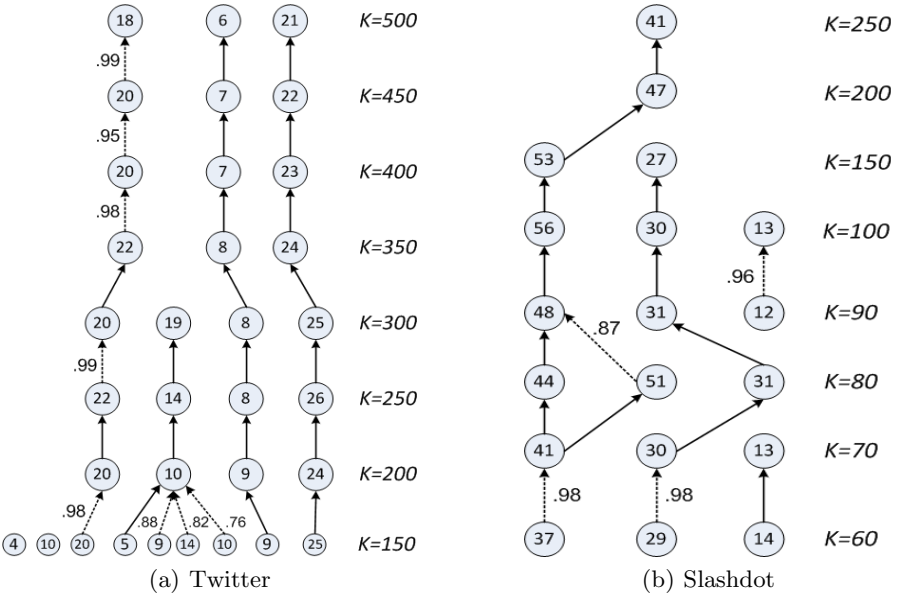 18 6 21 K=500
.99
20 7 22 K=450
.95
20 7 23 K=400
.98
22 8 24 K=350
20 19 8 25 K=300
.99
22 14 8 26 K=250
20 10 9 24 K=200
.98 .88 .82 .76
4 10 20 5 9 14 10 9 25 K=150
(a) Twitter
41 K=250
47 K=200
53 27 K=150
56 30 13 K=100
.96
48 31 12 K=90
.87
44 51 31 K=80
41 30 13 K=70
.98 .98
37 29 14 K=60
(b) Slashdot